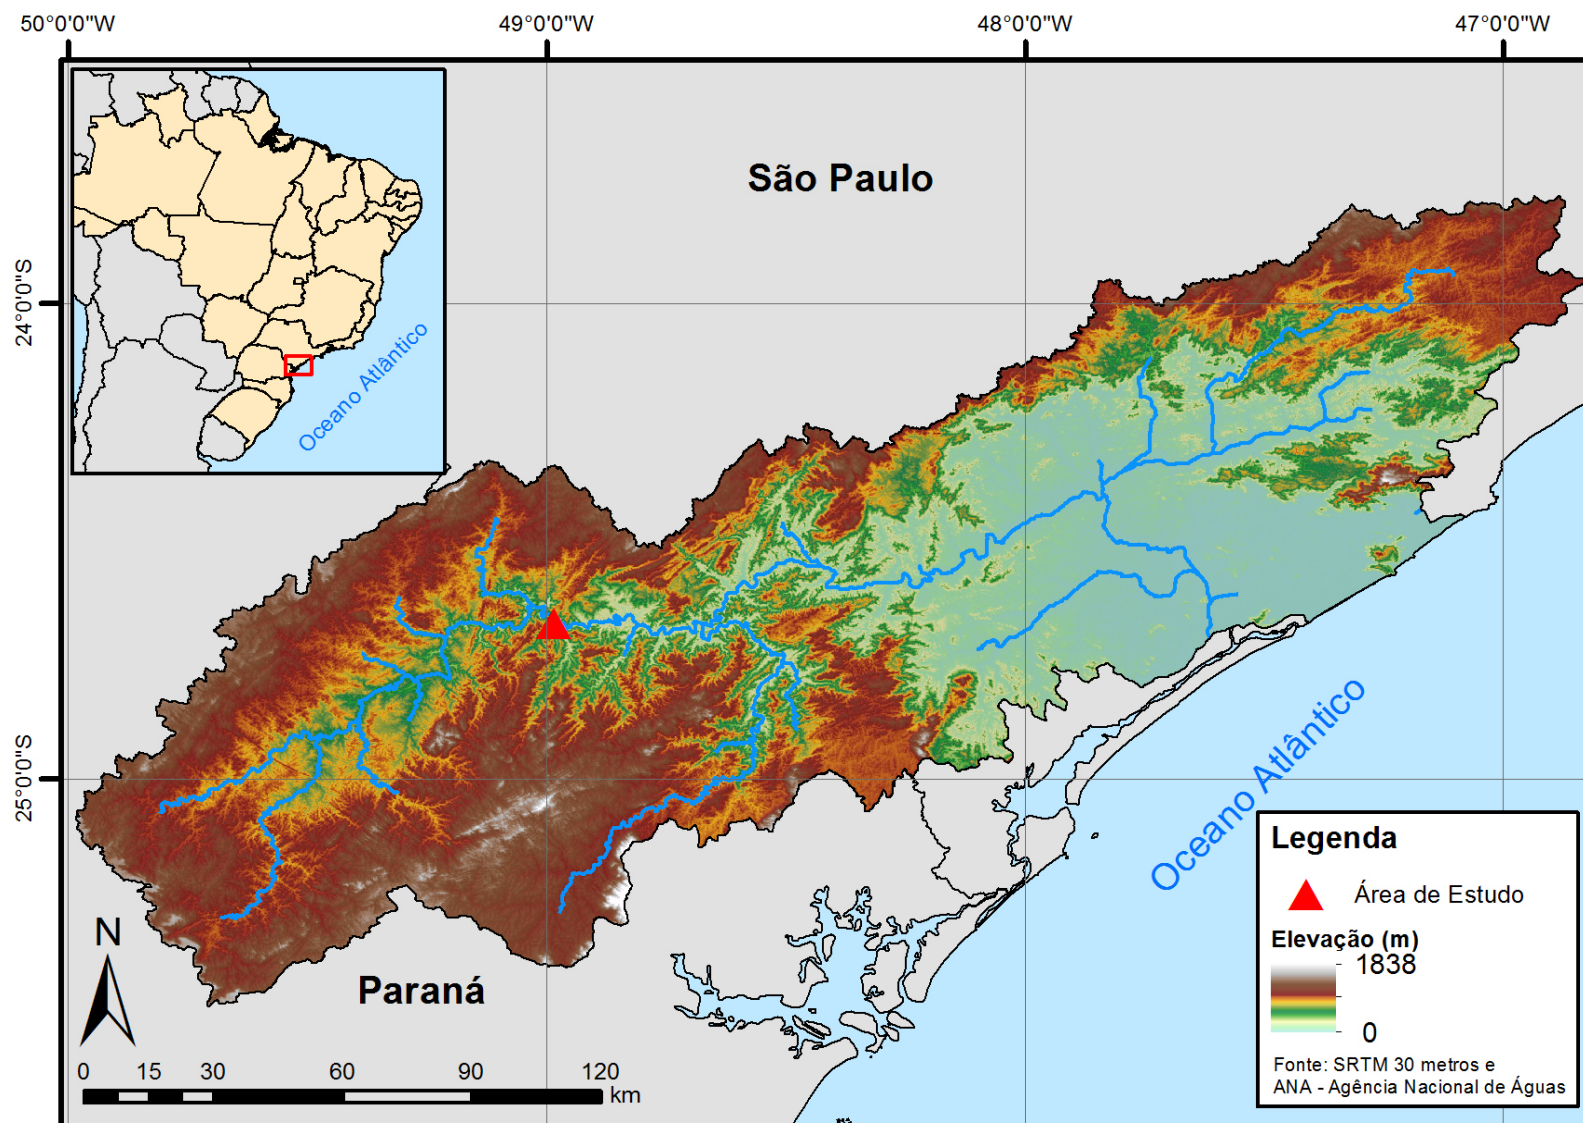 50°0'0"W 49°0'0"W 48°0'0"W 47°0'0"W
24°0'0"S
25°0'0"S
Oceano Atlântico
São Paulo
Oceano Atlântico
Paraná
N
0 15 30 60 90 120
km
Legenda
Área de Estudo
Elevação (m)
1838
0
Fonte: SRTM 30 metros e
ANA - Agência Nacional de Águas